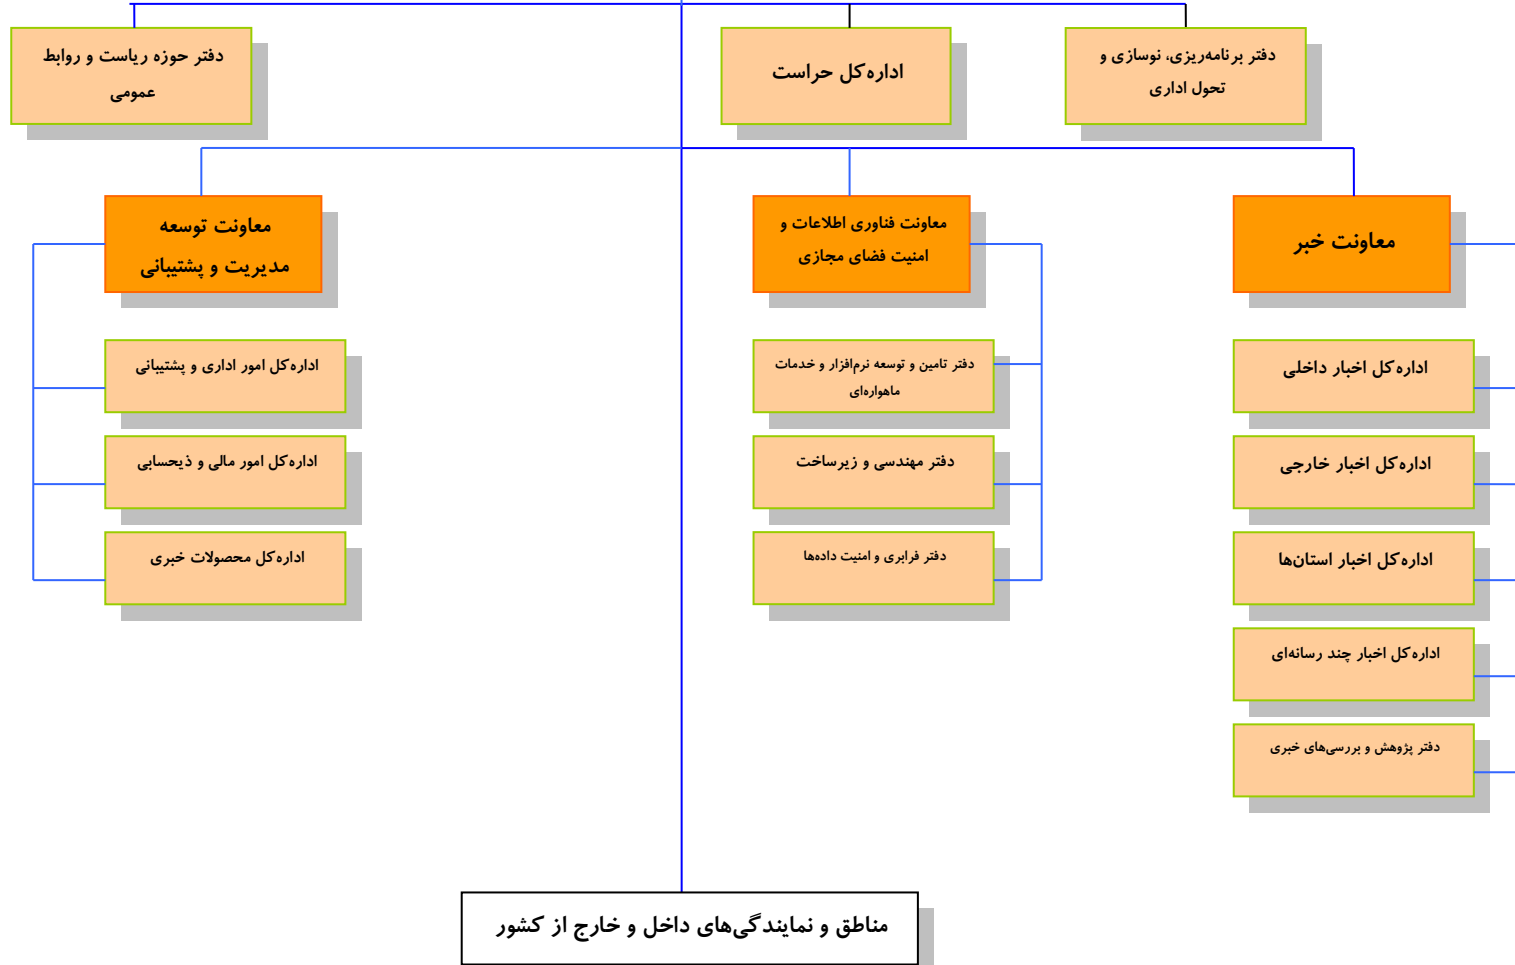 دفتر برنامه‌ریزی، نوسازی و
تحول اداری
اداره‌کل حراست
دفتر حوزه ریاست و روابط
عمومی
معاونت خبر
اداره‌کل اخبار داخلی
اداره‌کل اخبار خارجی
اداره‌کل اخبار استان‌ها
اداره‌کل اخبار چند رسانه‌ای
دفتر پژوهش و بررسی‌های خبری
معاونت فناوری اطلاعات و
امنیت فضای مجازی
دفتر تامین و توسعه نرم‌افزار و خدمات
ماهواره‌ای
دفتر مهندسی و زیرساخت
دفتر فرابری و امنیت داده‌ها
معاونت توسعه
مدیریت و پشتیبانی
اداره‌کل امور اداری و پشتیبانی
اداره‌کل امور مالی و ذیحسابی
اداره‌کل محصولات خبری
مناطق و نمایندگی‌های داخل و خارج از کشور